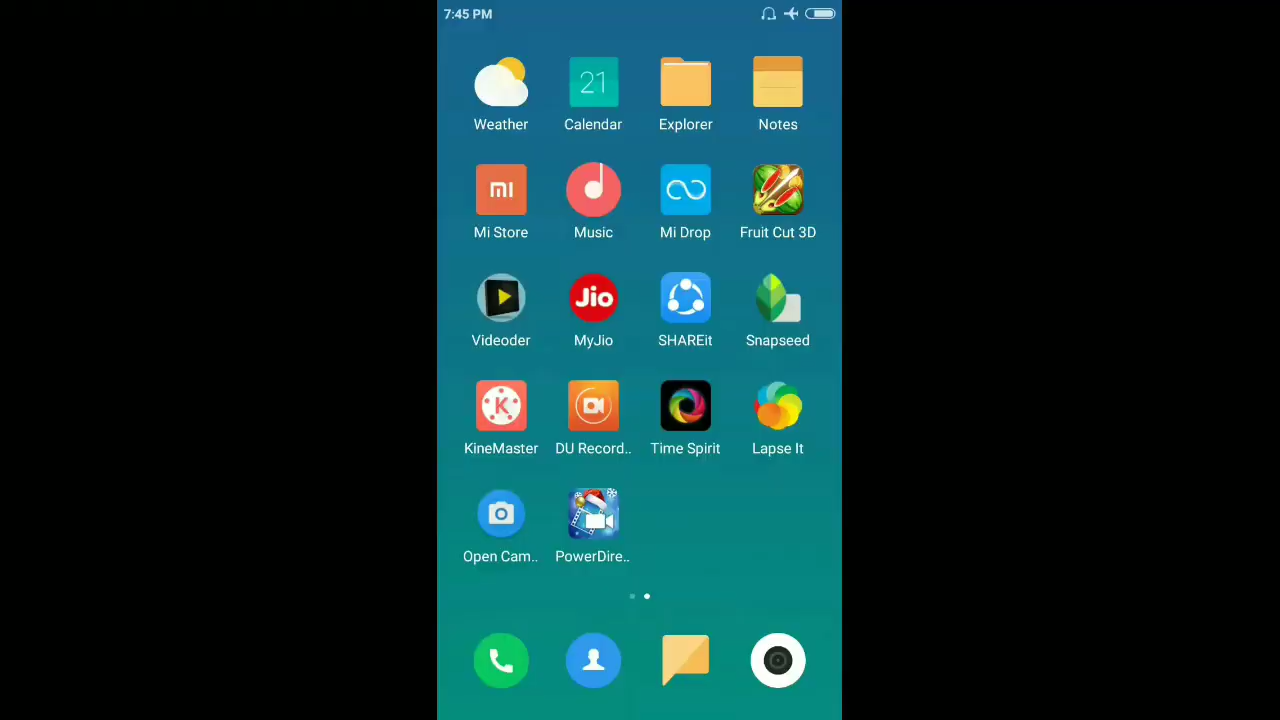 7:45 PM
21
Weather Calendar Explorer Notes
mi
Mi Store Music Mi Drop Fruit Cut 3D
Jio
Videoder MyJio SHAREit Snapseed
K
KineMaster DU Record.. Time Spirit Lapse It
Open Cam.. PowerDire..